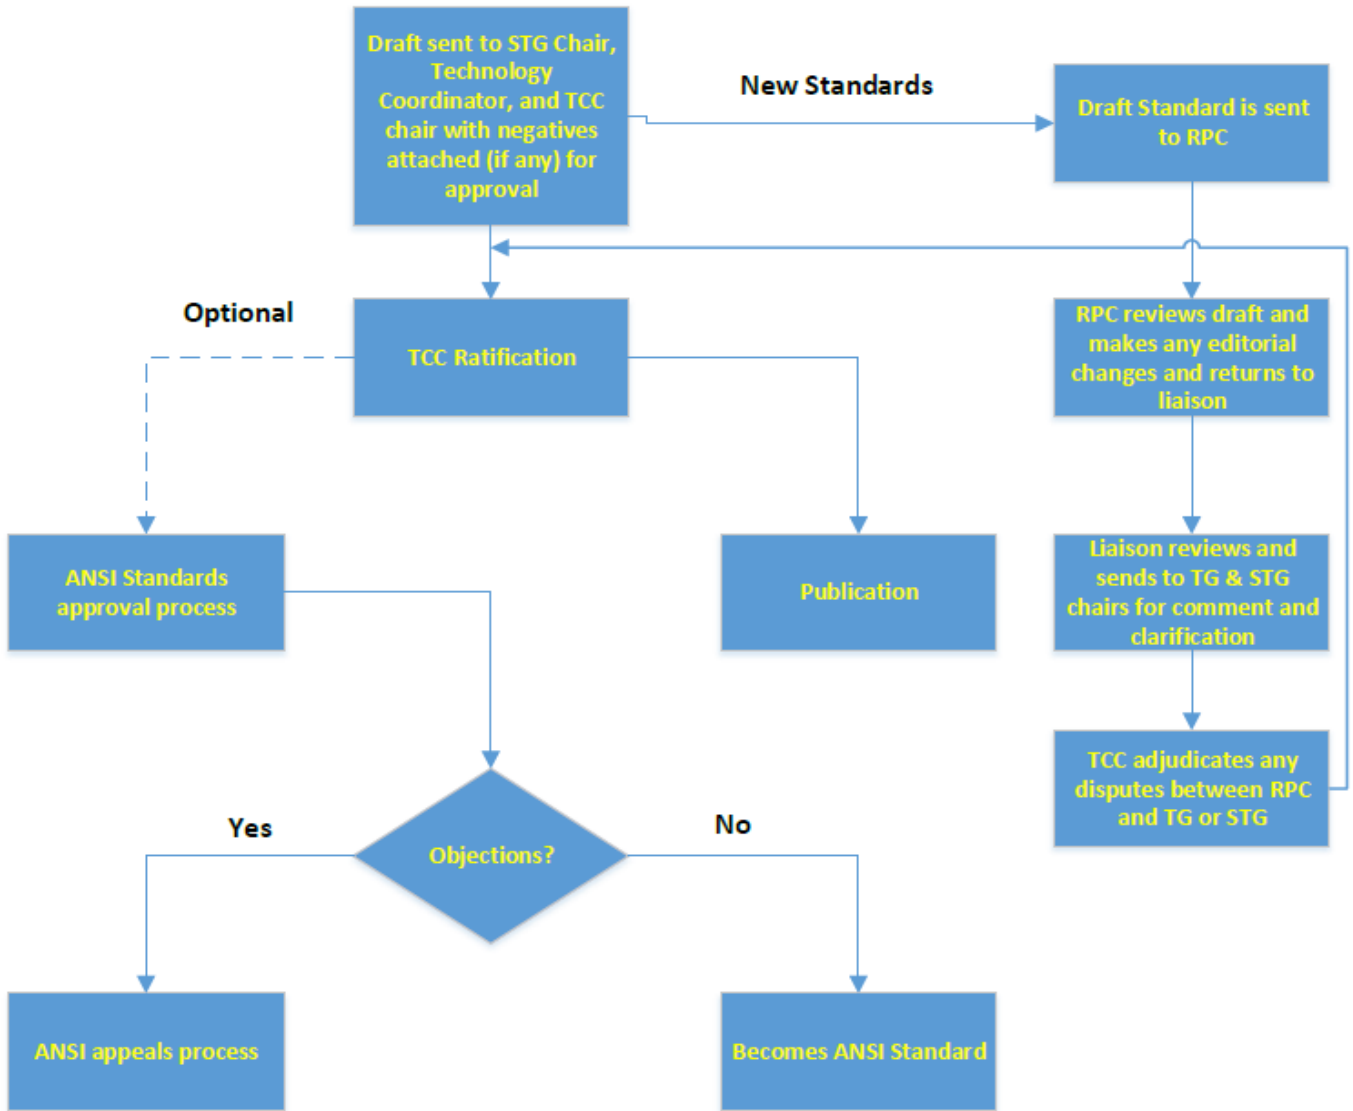 Draft sent to STG Chair,
Technology
Coordinator, and TCC
chair with negatives
attached (if any) for
approval
New Standards
Draft Standard is sent
to RPC
Optional
TCC Ratification
RPC reviews draft and
makes any editorial
changes and returns to
liaison
ANSI Standards
approval process
Publication
Liaison reviews and
sends to TG & STG
chairs for comment and
clarification
TCC adjudicates any
disputes between RPC
and TG or STG
Yes
Objections?
No
ANSI appeals process
Becomes ANSI Standard